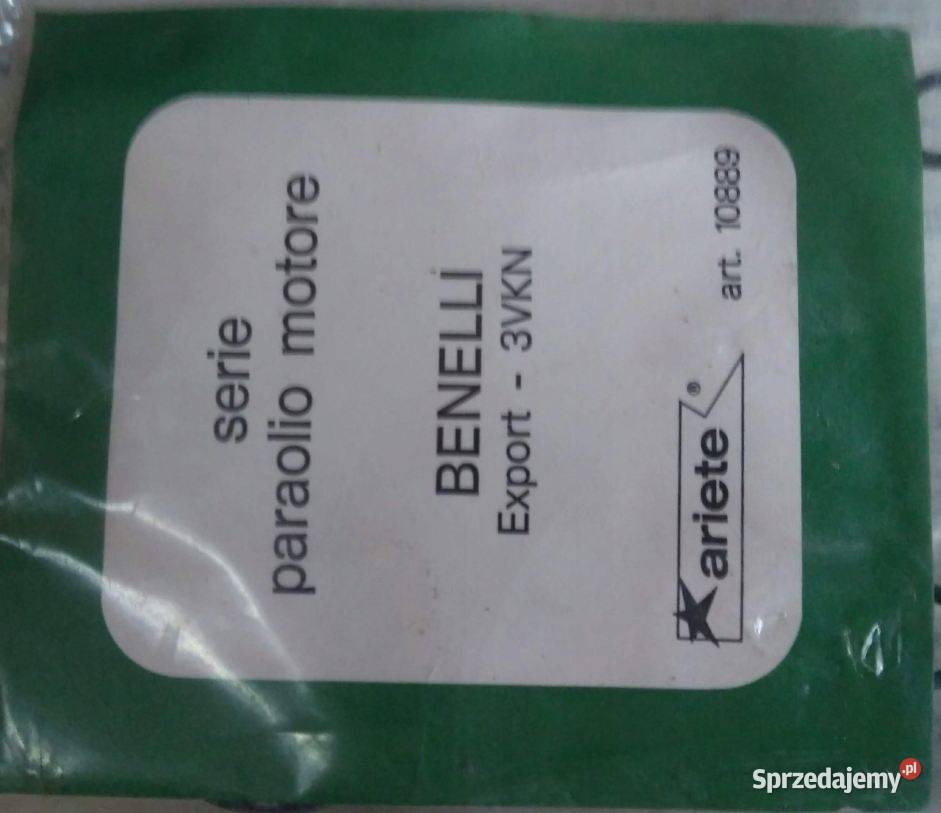 serie
paraolio motore
BENELLI
Export - 3VKN
ariete®
art. 10889
Sprzedajemy.pl